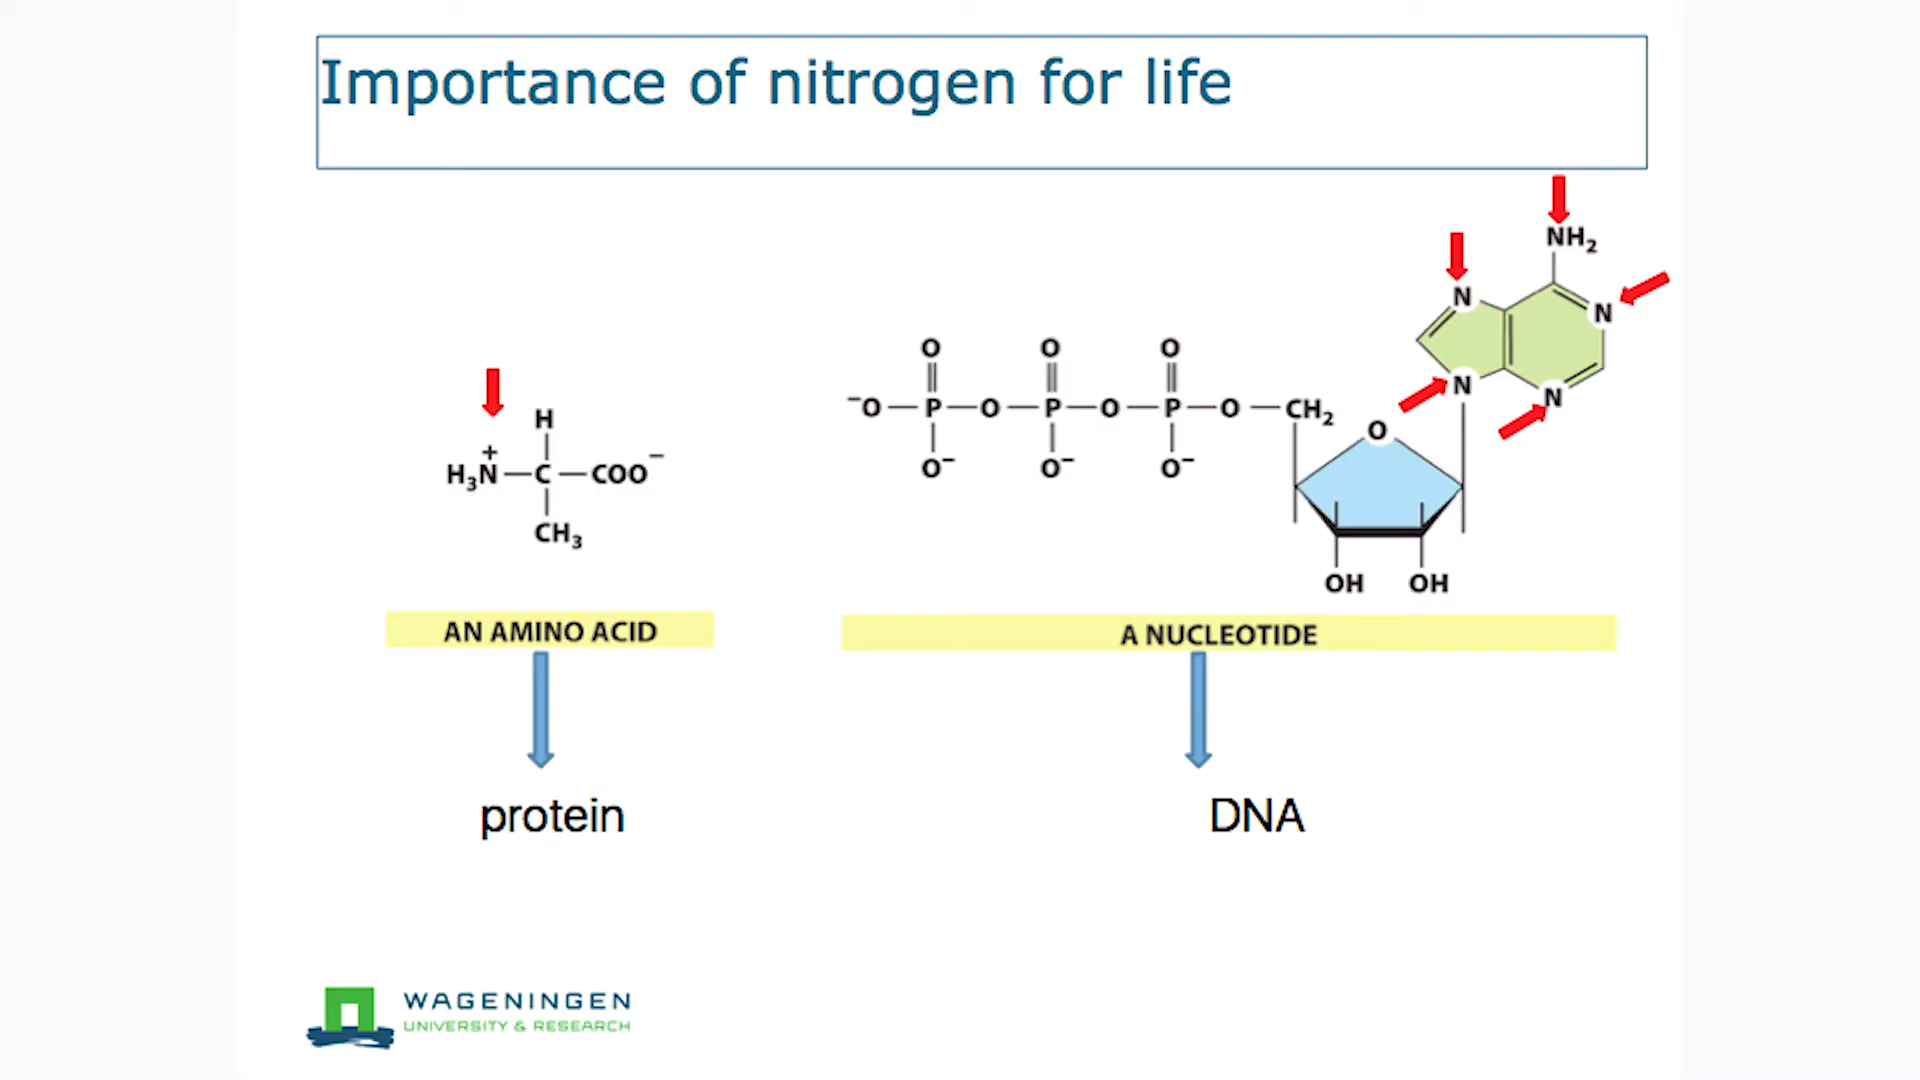 Importance of nitrogen for life
NH₂
N
N
O O O
N
N
⁻O—P—O—P—O—P—O—CH₂
H
O
O⁻ O⁻ O⁻
H₃N⁺—C—COO⁻
CH₃
OH OH
AN AMINO ACID
A NUCLEOTIDE
protein
DNA
WAGENINGEN
UNIVERSITY & RESEARCH